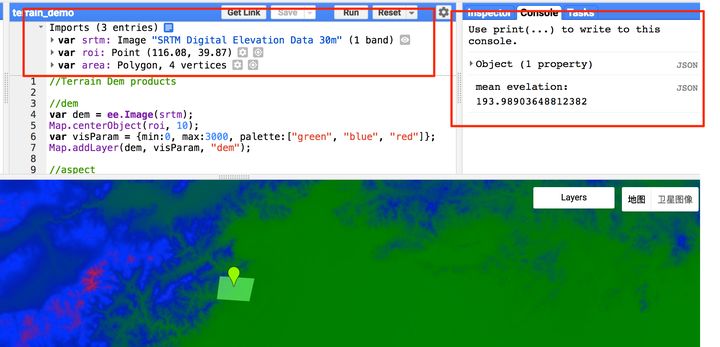 terrain_demo
Get Link
Save
Run
Reset
Imports (3 entries)
var srtm: Image "SRTM Digital Elevation Data 30m" (1 band)
var roi: Point (116.08, 39.87)
var area: Polygon, 4 vertices
1 //Terrain Dem products
2
3 //dem
4 var dem = ee.Image(srtm);
5 Map.centerObject(roi, 10);
6 var visParam = {min:0, max:3000, palette:["green", "blue", "red"]};
7 Map.addLayer(dem, visParam, "dem");
8
9 //aspect
Inspector Console Tasks
Use print(...) to write to this
console.
Object (1 property) JSON
mean evelation: JSON
193.98903648812382
Layers
地图 卫星图像